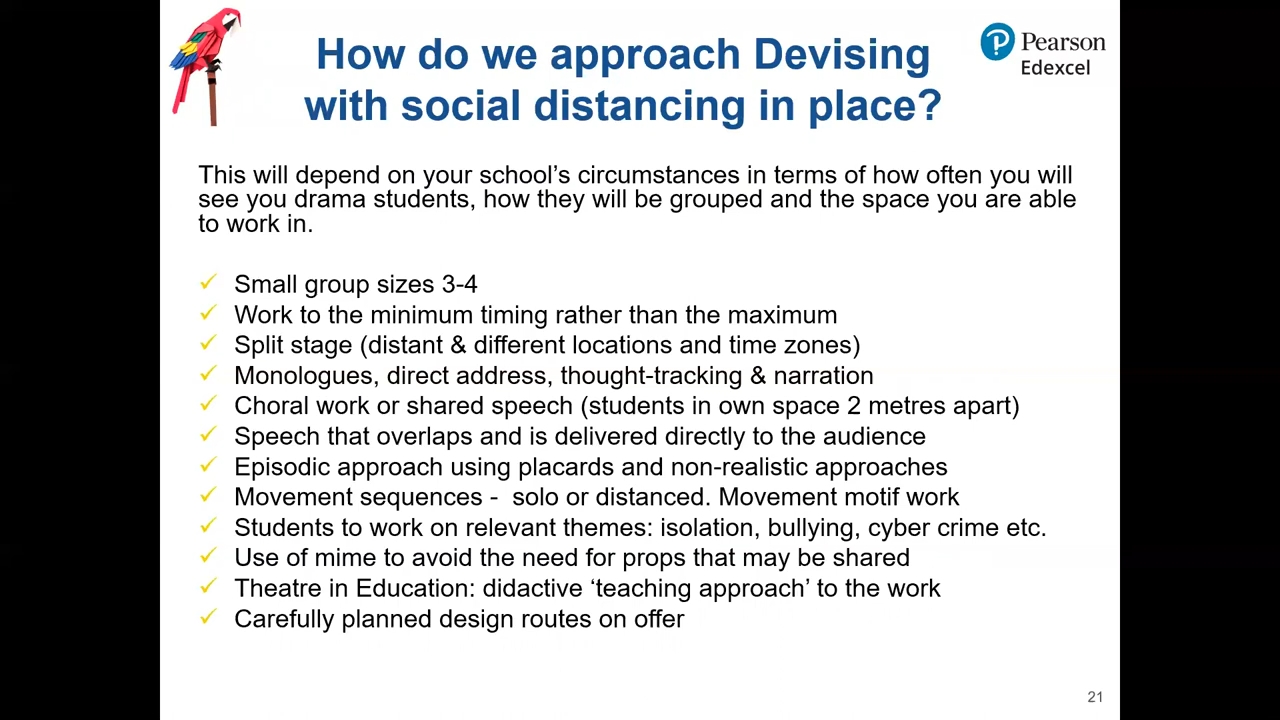 How do we approach Devising
with social distancing in place?
Pearson
Edexcel
This will depend on your school’s circumstances in terms of how often you will
see you drama students, how they will be grouped and the space you are able
to work in.
✓ Small group sizes 3-4
✓ Work to the minimum timing rather than the maximum
✓ Split stage (distant & different locations and time zones)
✓ Monologues, direct address, thought-tracking & narration
✓ Choral work or shared speech (students in own space 2 metres apart)
✓ Speech that overlaps and is delivered directly to the audience
✓ Episodic approach using placards and non-realistic approaches
✓ Movement sequences - solo or distanced. Movement motif work
✓ Students to work on relevant themes: isolation, bullying, cyber crime etc.
✓ Use of mime to avoid the need for props that may be shared
✓ Theatre in Education: didactic ‘teaching approach’ to the work
✓ Carefully planned design routes on offer
21